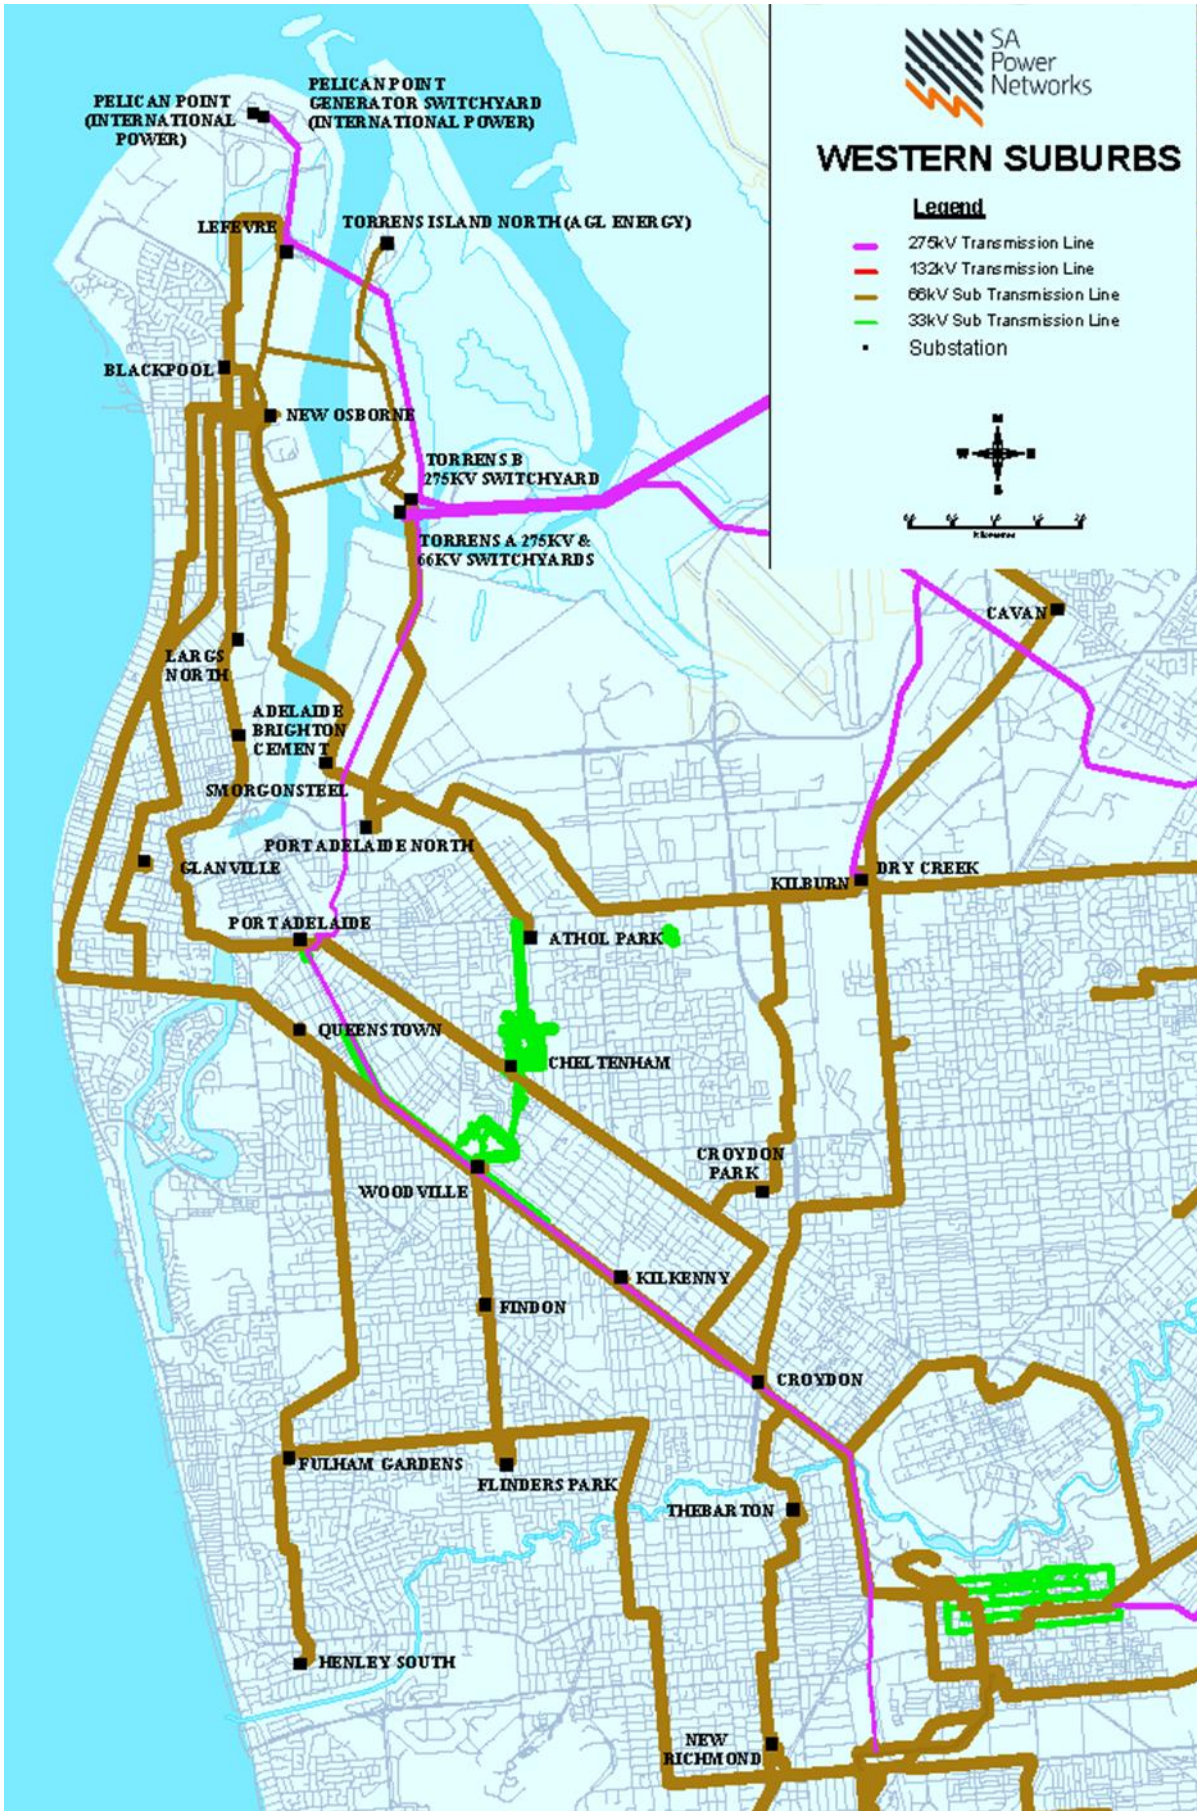 SA
Power
Networks
WESTERN SUBURBS
Legend
275kV Transmission Line
132kV Transmission Line
66kV Sub Transmission Line
33kV Sub Transmission Line
Substation
W
S
PELICAN POINT
(INTERNATIONAL
POWER)
PELICAN POINT
GENERATOR SWITCHYARD
(INTERNATIONAL POWER)
LEFEVRE
TORRENS ISLAND NORTH (AGL ENERGY)
BLACKPOOL
NEW OSBORNE
TORRENS B
275KV SWITCHYARD
TORRENS A 275KV &
66KV SWITCHYARDS
CAVAN
LARGS
NORTH
ADELAIDE
BRIGHTON
CEMENT
SMORGONSTEEL
PORT ADELAIDE NORTH
GLANVILLE
KILBURN
DRY CREEK
PORT ADELAIDE
ATHOL PARK
QUEENSTOWN
CHELTENHAM
CROYDON
PARK
WOODVILLE
KILKENNY
FINDON
CROYDON
FULHAM GARDENS
FLINDERS PARK
THEBARTON
HENLEY SOUTH
NEW
RICHMOND